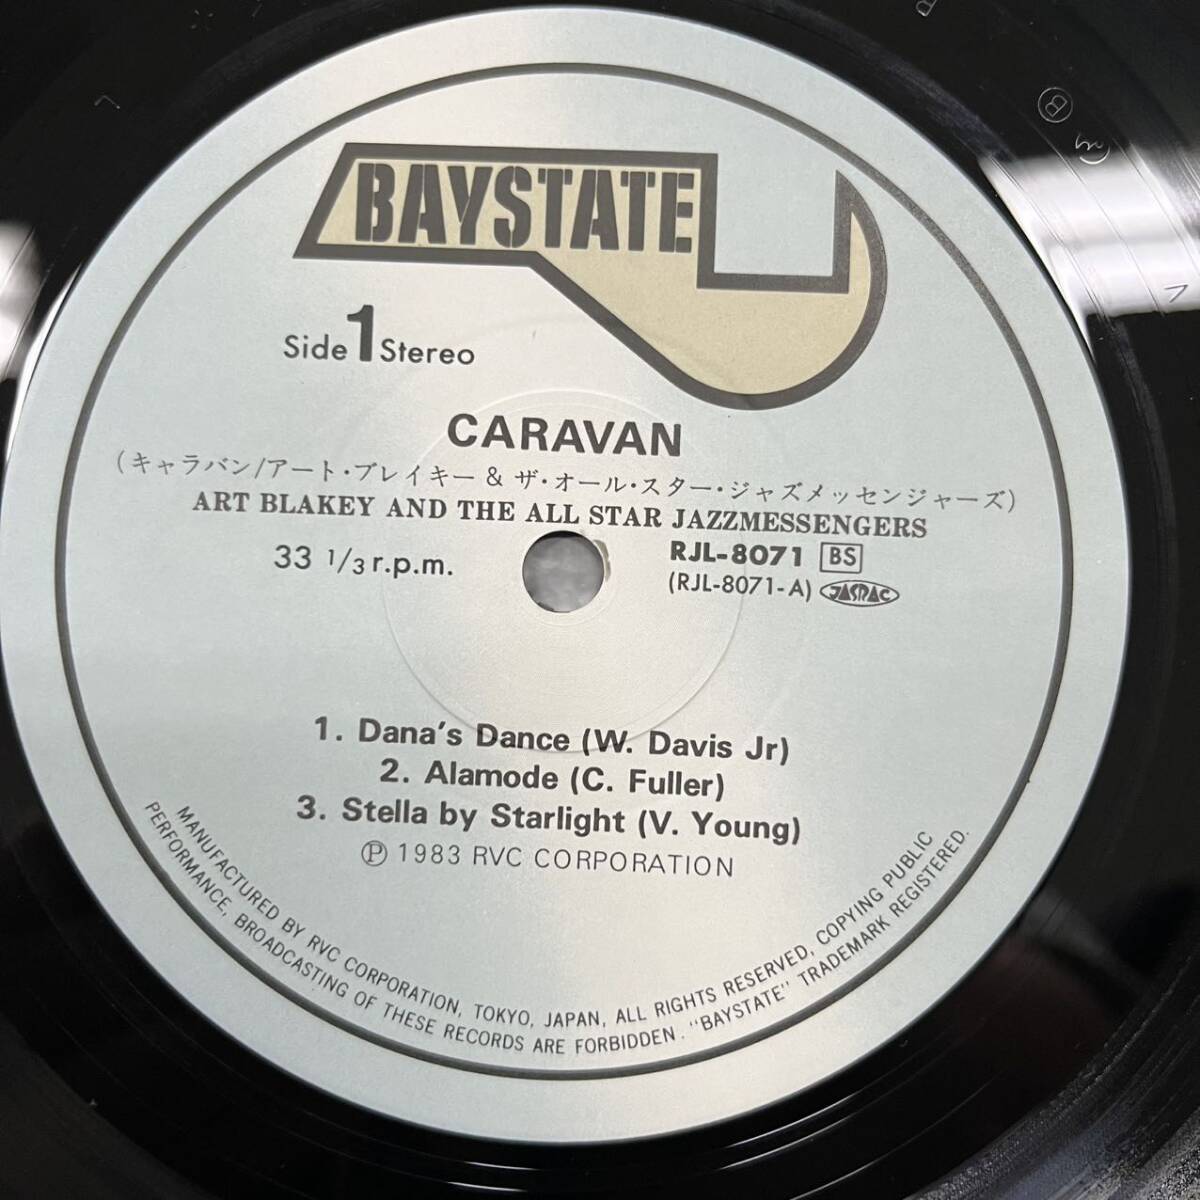 BAYSTATE
Side 1 Stereo
CARAVAN
(キャラバン/アート・ブレイキー & ザ・オール・スター・ジャズメッセンジャーズ)
ART BLAKEY AND THE ALL STAR JAZZMESSENGERS
33 1/3 r.p.m.
RJL-8071 BS
(RJL-8071-A) JASRAC
1. Dana's Dance (W. Davis Jr)
2. Alamode (C. Fuller)
3. Stella by Starlight (V. Young)
Ⓟ 1983 RVC CORPORATION
MANUFACTURED BY RVC CORPORATION, TOKYO, JAPAN, ALL RIGHTS RESERVED, COPYING PUBLIC
PERFORMANCE, BROADCASTING OF THESE RECORDS ARE FORBIDDEN. "BAYSTATE" TRADEMARK REGISTERED.